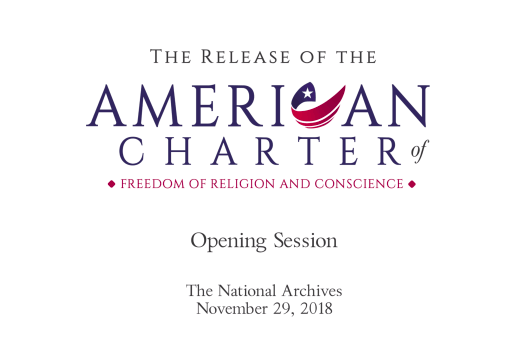 The Release of the
AMERICAN
CHARTER of
FREEDOM OF RELIGION AND CONSCIENCE
Opening Session
The National Archives
November 29, 2018